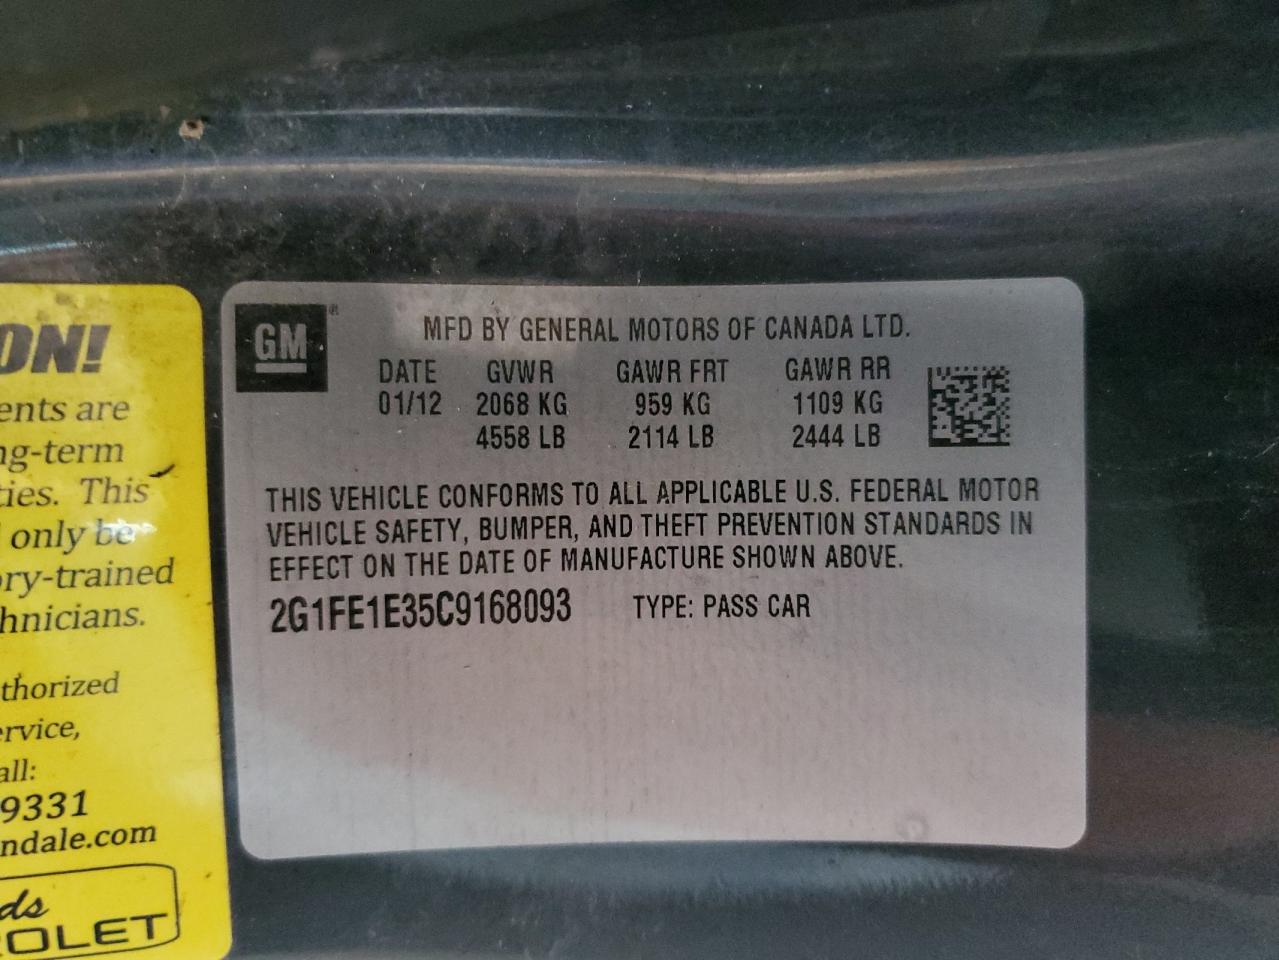 ON!
ents are
ng-term
ties. This
only be
ory-trained
hnicians.
thorized
ervice,
all:
9331
ndale.com
ds
ROLET
GM®
MFD BY GENERAL MOTORS OF CANADA LTD.
DATE GVWR GAWR FRT GAWR RR
01/12 2068 KG 959 KG 1109 KG
4558 LB 2114 LB 2444 LB
THIS VEHICLE CONFORMS TO ALL APPLICABLE U.S. FEDERAL MOTOR
VEHICLE SAFETY, BUMPER, AND THEFT PREVENTION STANDARDS IN
EFFECT ON THE DATE OF MANUFACTURE SHOWN ABOVE.
2G1FE1E35C9168093 TYPE: PASS CAR